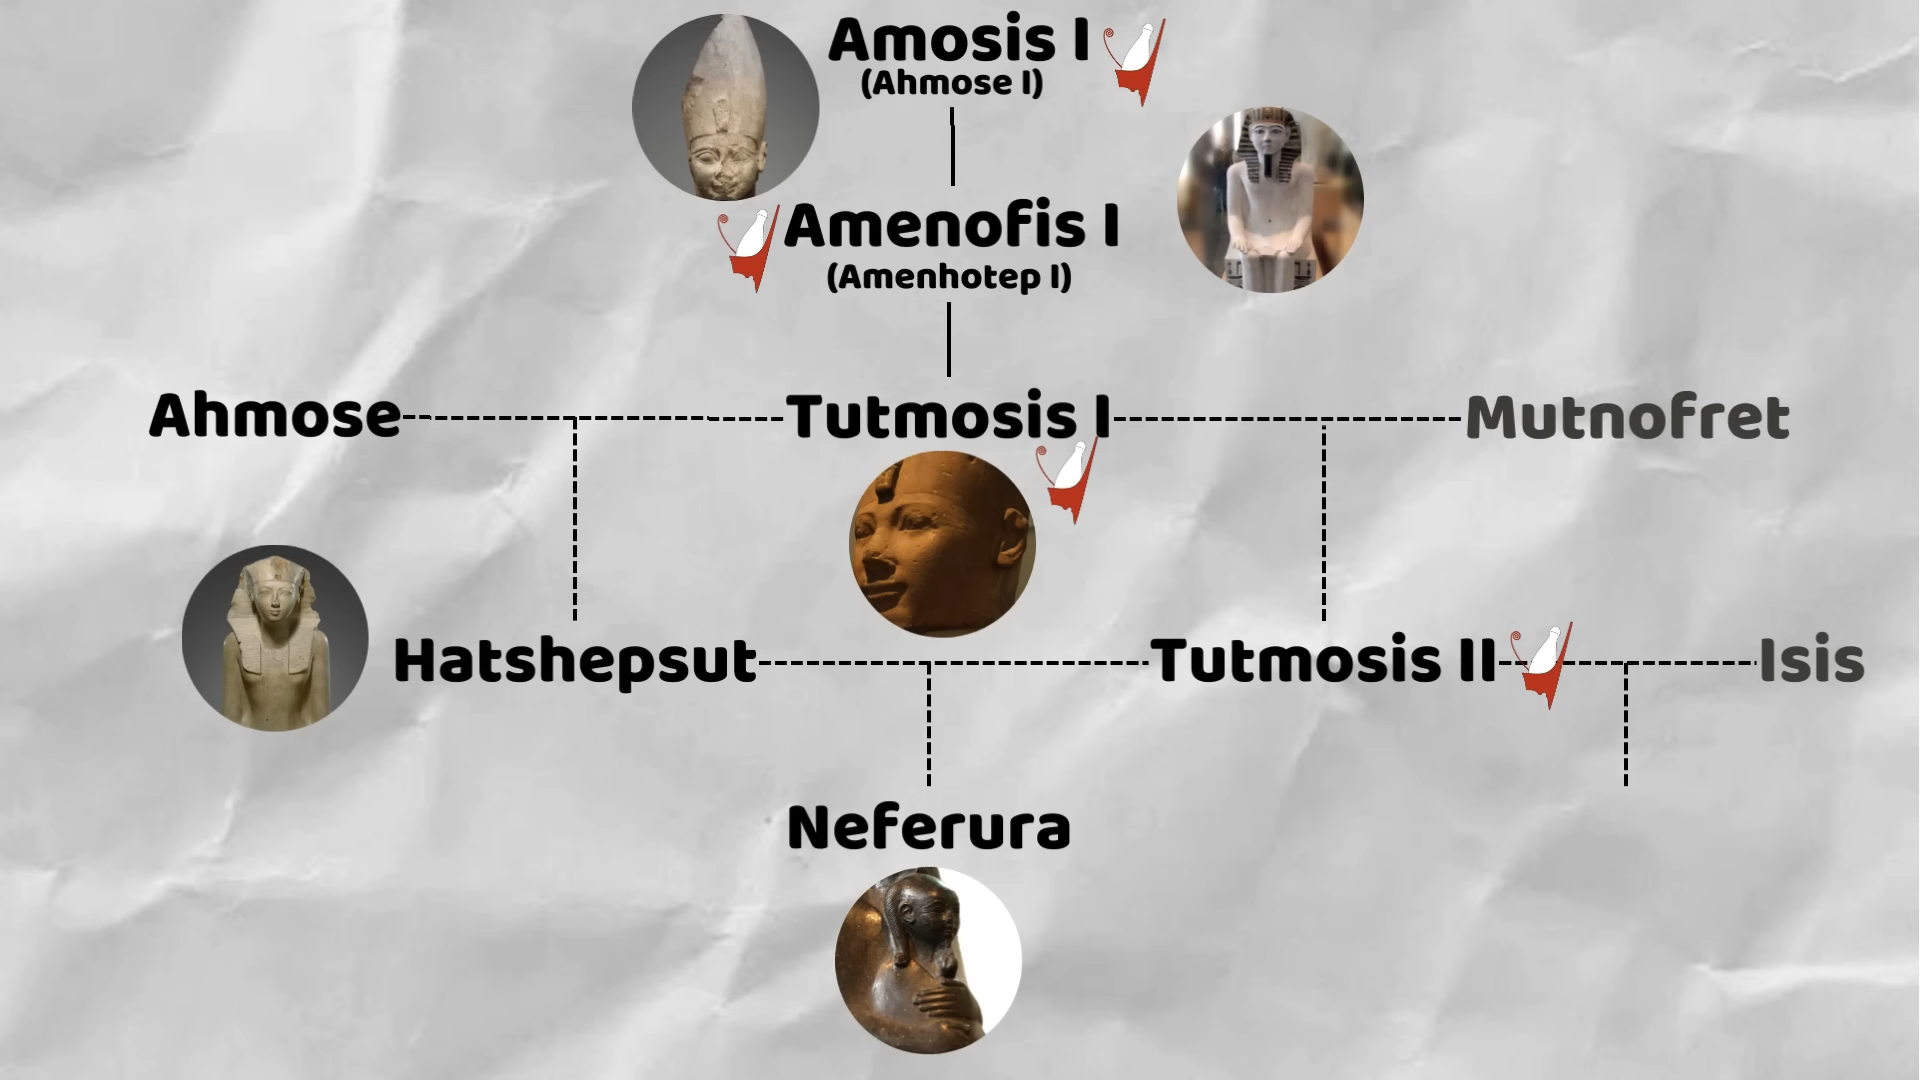 Amosis I
(Ahmose I)
Amenofis I
(Amenhotep I)
Ahmose
Tutmosis I
Mutnofret
Hatshepsut
Tutmosis II
Isis
Neferura